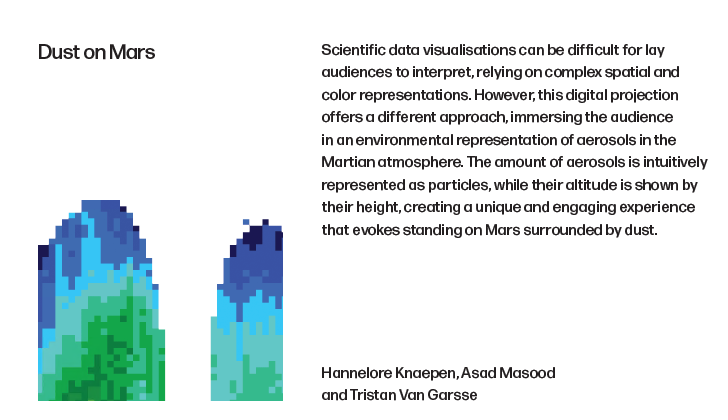 Dust on Mars
Scientific data visualisations can be difficult for lay
audiences to interpret, relying on complex spatial and
color representations. However, this digital projection
offers a different approach, immersing the audience
in an environmental representation of aerosols in the
Martian atmosphere. The amount of aerosols is intuitively
represented as particles, while their altitude is shown by
their height, creating a unique and engaging experience
that evokes standing on Mars surrounded by dust.
Hannelore Knaepen, Asad Masood
and Tristan Van Garsse